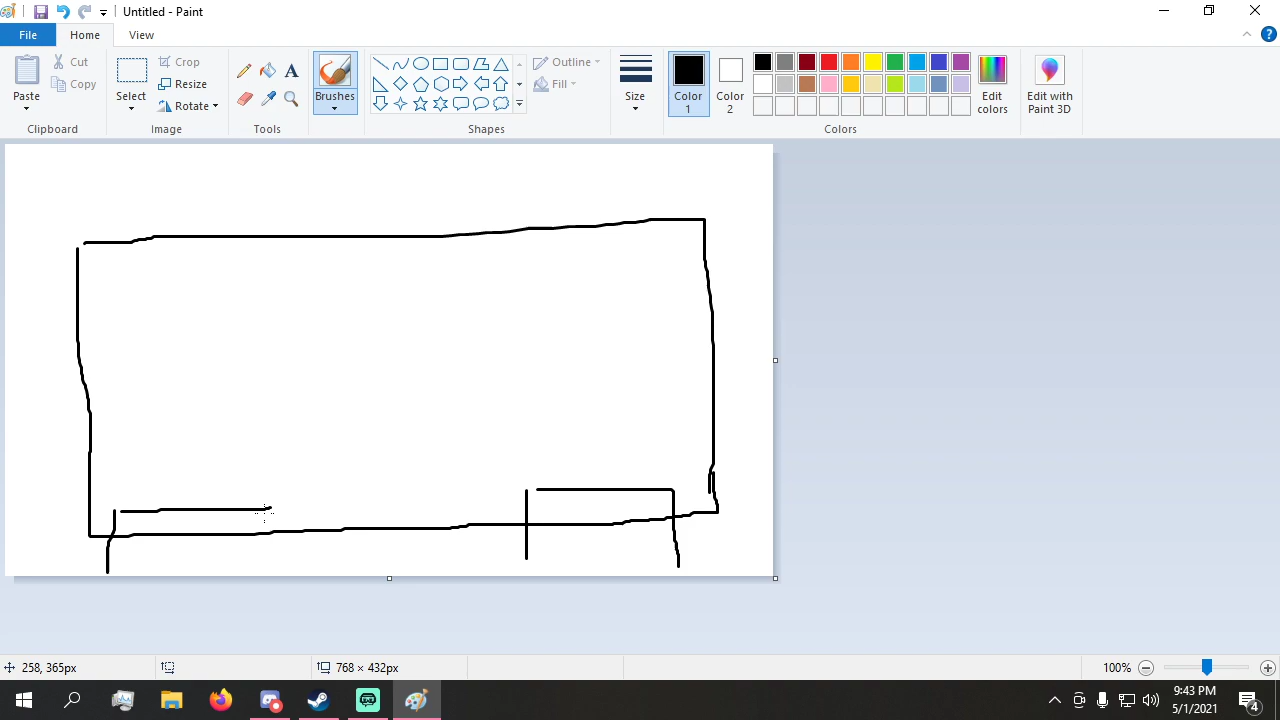 Untitled - Paint
File Home View
Paste
Cut
Copy
Clipboard
Select
Crop
Resize
Rotate
Image
A
Tools
Brushes
Outline
Fill
Shapes
Size
Color 1
Color 2
Edit colors
Colors
Edit with Paint 3D
258, 365px
768 × 432px
100%
9:43 PM
5/1/2021
4